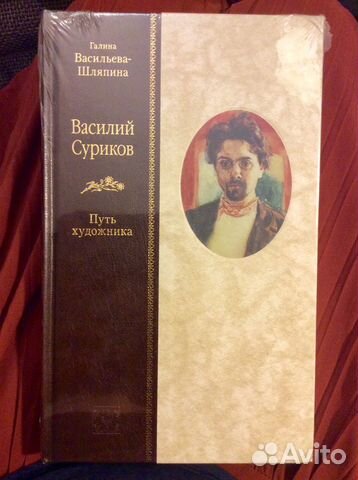 Галина
Васильева-
Шляпина
Василий
Суриков
Путь
художника
Avito